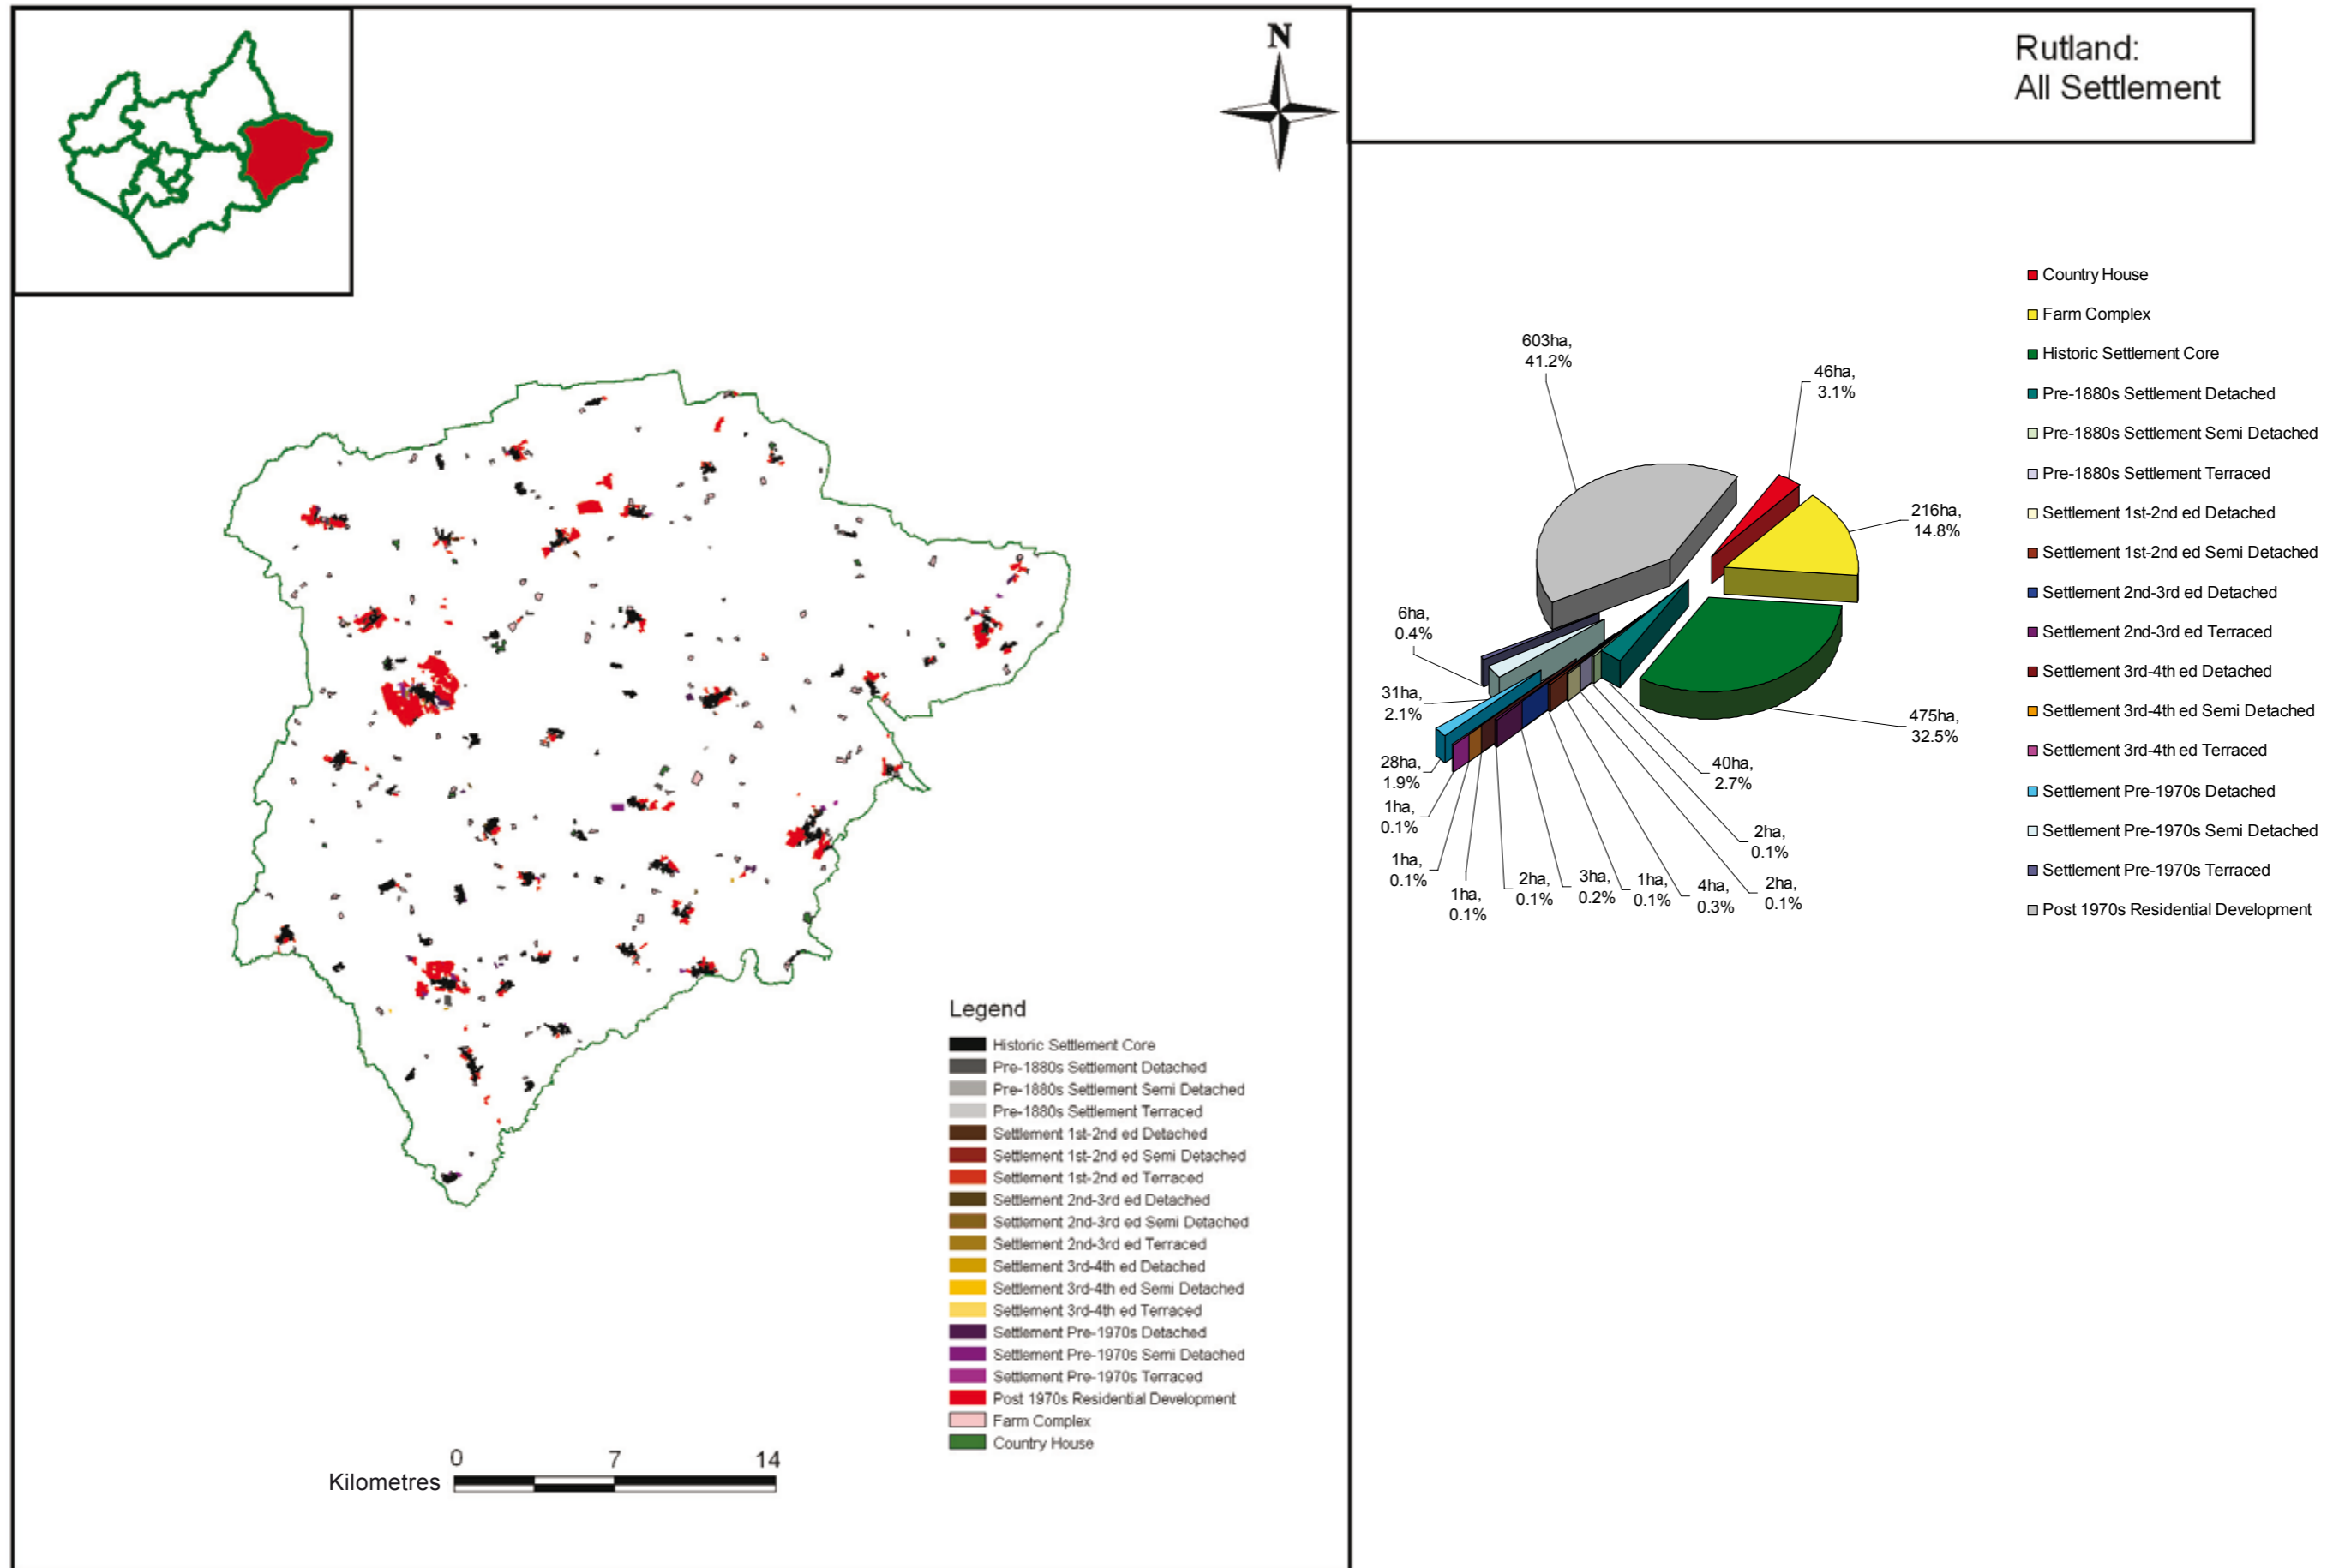 N
Rutland:
All Settlement
Legend
Historic Settlement Core
Pre-1880s Settlement Detached
Pre-1880s Settlement Semi Detached
Pre-1880s Settlement Terraced
Settlement 1st-2nd ed Detached
Settlement 1st-2nd ed Semi Detached
Settlement 1st-2nd ed Terraced
Settlement 2nd-3rd ed Detached
Settlement 2nd-3rd ed Semi Detached
Settlement 2nd-3rd ed Terraced
Settlement 3rd-4th ed Detached
Settlement 3rd-4th ed Semi Detached
Settlement 3rd-4th ed Terraced
Settlement Pre-1970s Detached
Settlement Pre-1970s Semi Detached
Settlement Pre-1970s Terraced
Post 1970s Residential Development
Farm Complex
Country House
0 7 14
Kilometres
603ha,
41.2%
46ha,
3.1%
216ha,
14.8%
475ha,
32.5%
40ha,
2.7%
2ha,
0.1%
2ha,
0.1%
4ha,
0.3%
1ha,
0.1%
3ha,
0.2%
2ha,
0.1%
1ha,
0.1%
1ha,
0.1%
1ha,
0.1%
28ha,
1.9%
31ha,
2.1%
6ha,
0.4%
Country House
Farm Complex
Historic Settlement Core
Pre-1880s Settlement Detached
Pre-1880s Settlement Semi Detached
Pre-1880s Settlement Terraced
Settlement 1st-2nd ed Detached
Settlement 1st-2nd ed Semi Detached
Settlement 2nd-3rd ed Detached
Settlement 2nd-3rd ed Terraced
Settlement 3rd-4th ed Detached
Settlement 3rd-4th ed Semi Detached
Settlement 3rd-4th ed Terraced
Settlement Pre-1970s Detached
Settlement Pre-1970s Semi Detached
Settlement Pre-1970s Terraced
Post 1970s Residential Development